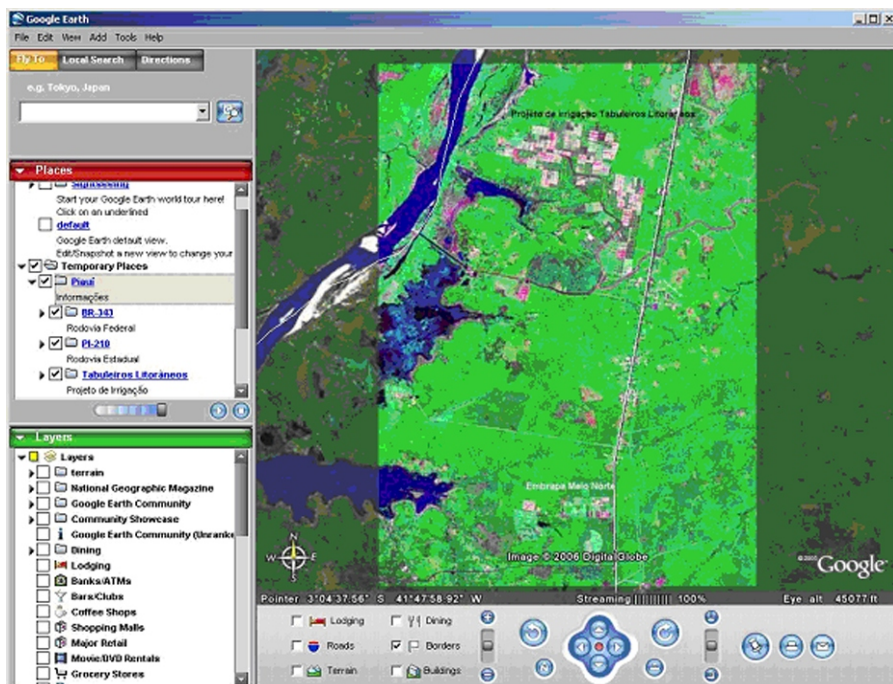 Google Earth
File Edit View Add Tools Help
Fly To Local Search Directions
e.g. Tokyo, Japan
Places
Sightseeing
Start your Google Earth world tour here!
Click on an underlined
default
Google Earth default view.
Edit/Snapshot a new view to change your
Temporary Places
Piauí
Informações
BR-343
Rodovia Federal
PI-210
Rodovia Estadual
Tabuleiros Litorâneos
Projeto de Irrigação
Layers
Layers
terrain
National Geographic Magazine
Google Earth Community
Community Showcase
Google Earth Community (Unranke
Dining
Lodging
Banks/ATMs
Bars/Clubs
Coffee Shops
Shopping Malls
Major Retail
Movie/DVD Rentals
Grocery Stores
Projeto de irrigação Tabuleiros Litorâneos
Embrapa Meio Norte
N
W E
S
Image © 2006 DigitalGlobe
Google
Pointer 3°04'37.56" S 41°47'58.92" W Streaming |||||||||| 100% Eye alt 45077 ft
Lodging Dining
Roads Borders
Terrain Buildings